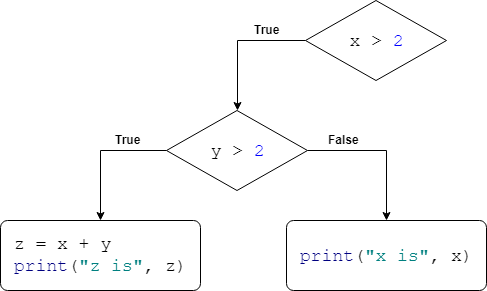 True
x > 2
True
y > 2
False
z = x + y
print("z is", z)
print("x is", x)